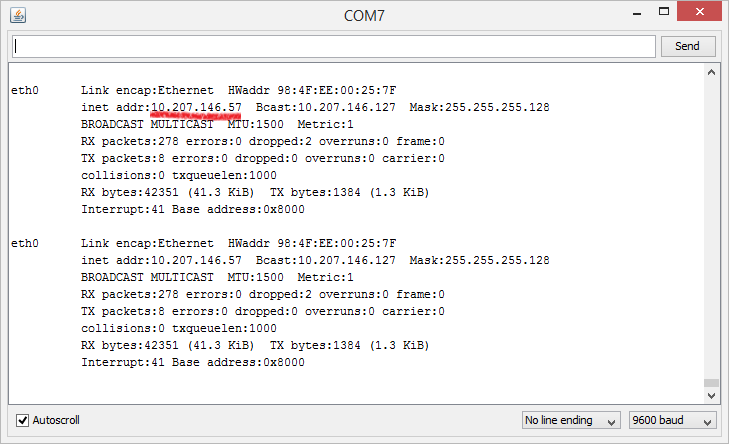 COM7
Send
eth0 Link encap:Ethernet HWaddr 98:4F:EE:00:25:7F
inet addr:10.207.146.57 Bcast:10.207.146.127 Mask:255.255.255.128
BROADCAST MULTICAST MTU:1500 Metric:1
RX packets:278 errors:0 dropped:2 overruns:0 frame:0
TX packets:8 errors:0 dropped:0 overruns:0 carrier:0
collisions:0 txqueuelen:1000
RX bytes:42351 (41.3 KiB) TX bytes:1384 (1.3 KiB)
Interrupt:41 Base address:0x8000
eth0 Link encap:Ethernet HWaddr 98:4F:EE:00:25:7F
inet addr:10.207.146.57 Bcast:10.207.146.127 Mask:255.255.255.128
BROADCAST MULTICAST MTU:1500 Metric:1
RX packets:278 errors:0 dropped:2 overruns:0 frame:0
TX packets:8 errors:0 dropped:0 overruns:0 carrier:0
collisions:0 txqueuelen:1000
RX bytes:42351 (41.3 KiB) TX bytes:1384 (1.3 KiB)
Interrupt:41 Base address:0x8000
Autoscroll No line ending 9600 baud